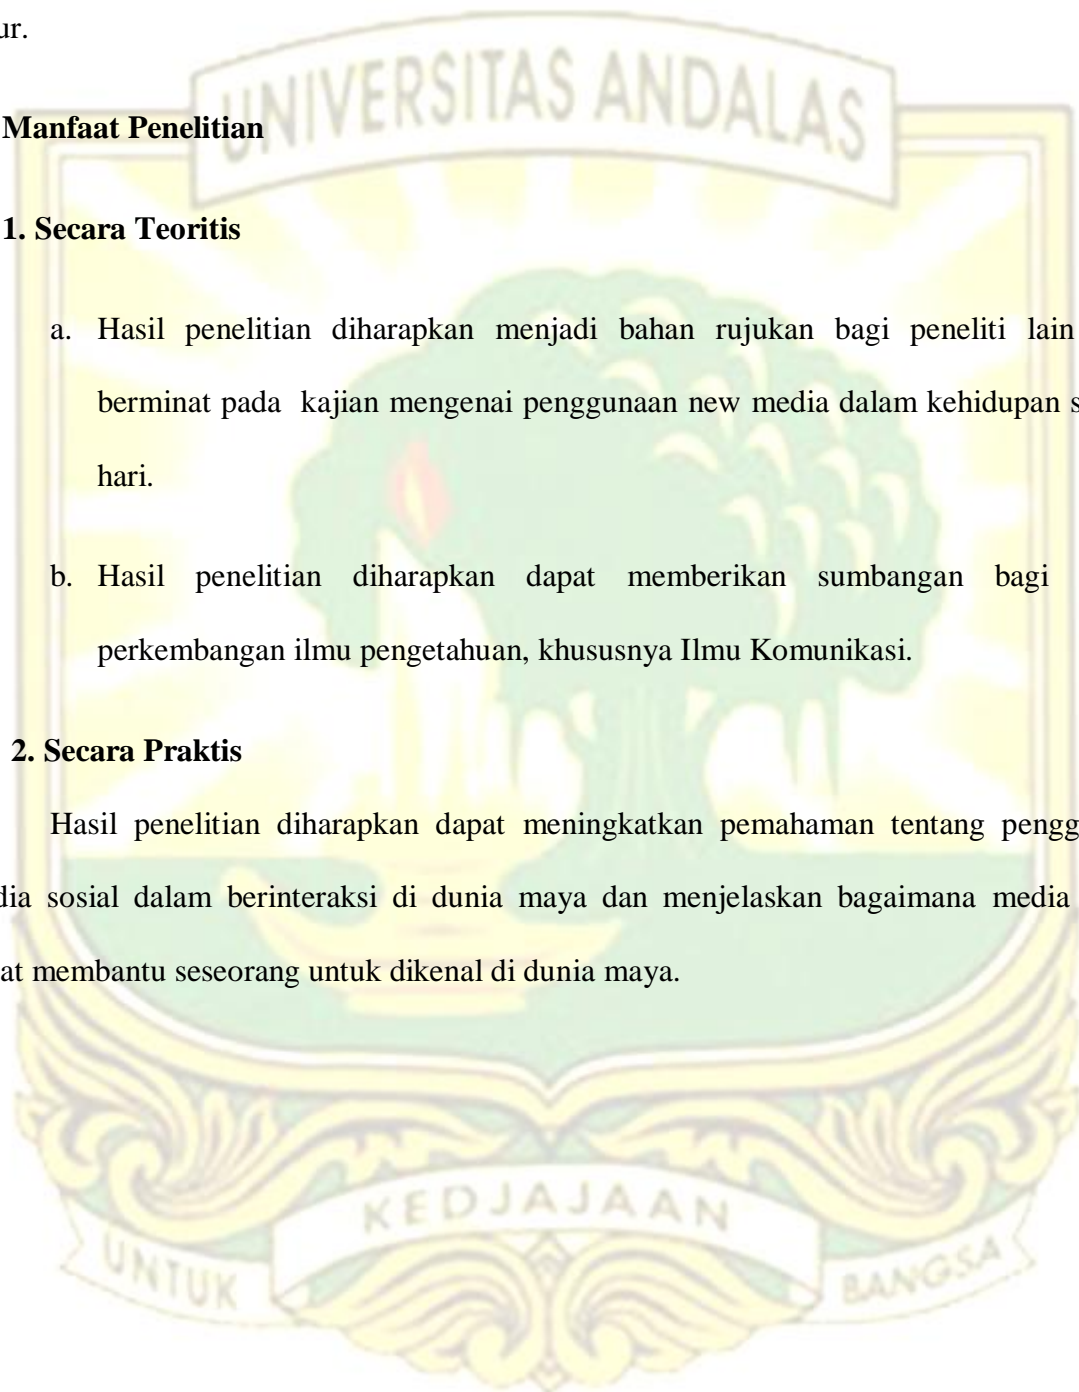 ur.
UNIVERSITAS ANDALAS
Manfaat Penelitian
1. Secara Teoritis
a. Hasil penelitian diharapkan menjadi bahan rujukan bagi peneliti lain
berminat pada kajian mengenai penggunaan new media dalam kehidupan s
hari.
b. Hasil penelitian diharapkan dapat memberikan sumbangan bagi
perkembangan ilmu pengetahuan, khususnya Ilmu Komunikasi.
2. Secara Praktis
Hasil penelitian diharapkan dapat meningkatkan pemahaman tentang pengg
dia sosial dalam berinteraksi di dunia maya dan menjelaskan bagaimana media
at membantu seseorang untuk dikenal di dunia maya.
UNTUK KEDJAJAAN BANGSA